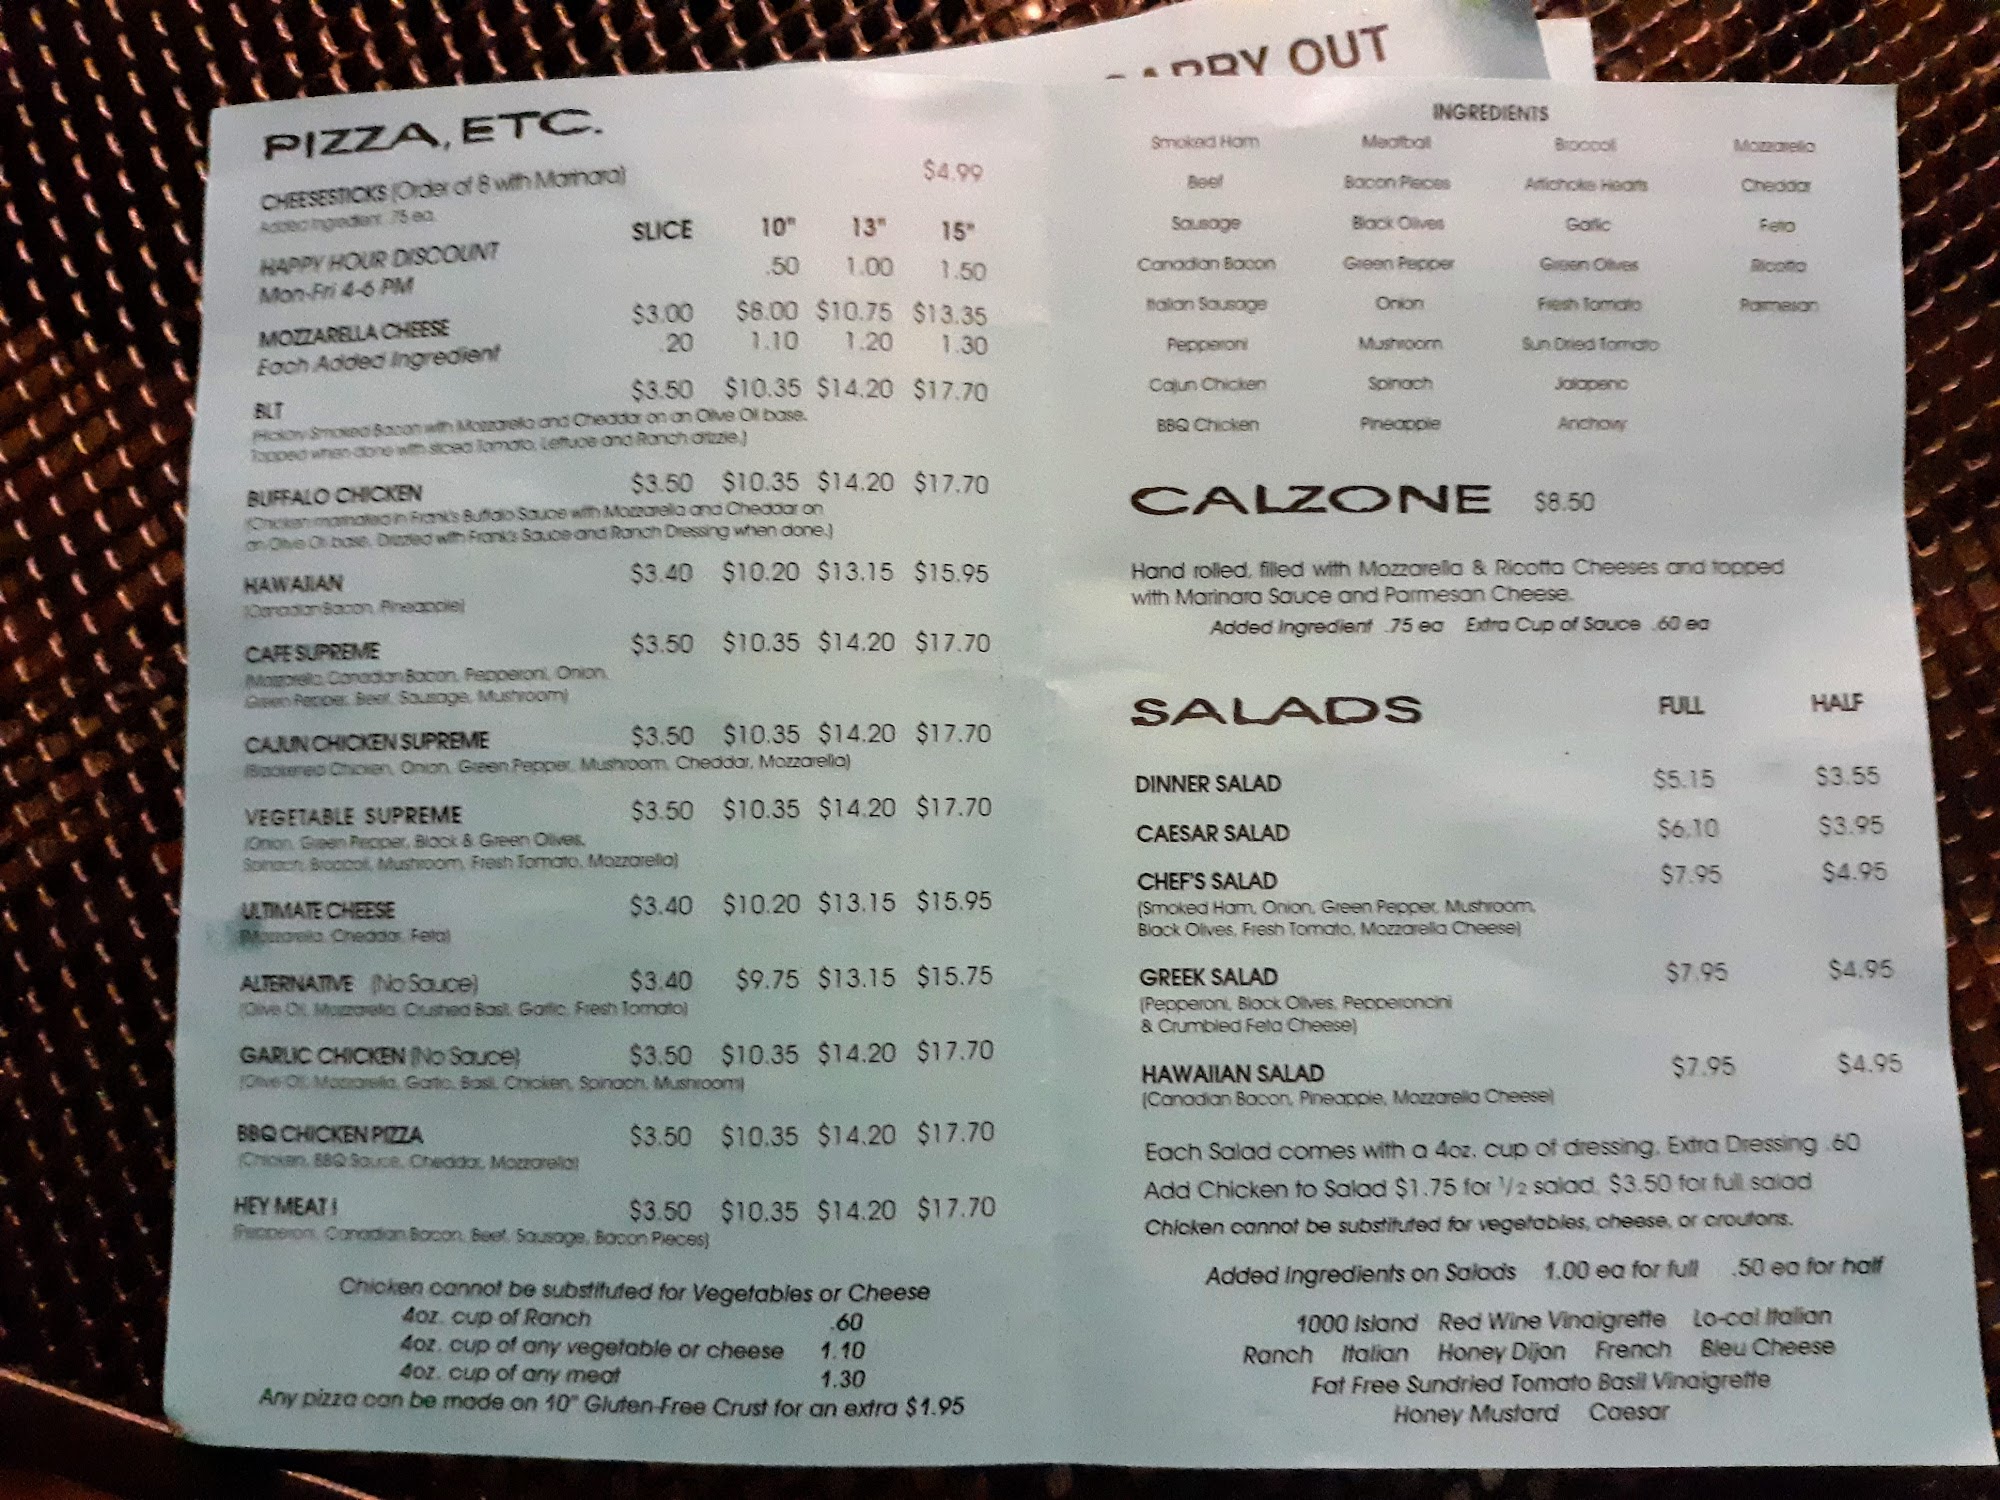 CARRY OUT
PIZZA, ETC.
CHEESESTICKS (Order of 8 with Marinara) $4.99
Added Ingredient .75 ea.
SLICE 10" 13" 15"
HAPPY HOUR DISCOUNT .50 1.00 1.50
Mon-Fri 4-6 PM
MOZZARELLA CHEESE $3.00 $8.00 $10.75 $13.35
Each Added Ingredient .20 1.10 1.20 1.30
BLT $3.50 $10.35 $14.20 $17.70
(Hickory Smoked Bacon with Mozzarella and Cheddar on an Olive Oil base.
Topped when done with sliced Tomato, Lettuce and Ranch drizzle.)
BUFFALO CHICKEN $3.50 $10.35 $14.20 $17.70
(Chicken marinated in Frank's Buffalo Sauce with Mozzarella and Cheddar on
an Olive Oil base. Drizzled with Frank's Sauce and Ranch Dressing when done.)
HAWAIIAN $3.40 $10.20 $13.15 $15.95
(Canadian Bacon, Pineapple)
CAFE SUPREME $3.50 $10.35 $14.20 $17.70
(Mozzarella, Canadian Bacon, Pepperoni, Onion,
Green Pepper, Beef, Sausage, Mushroom)
CAJUN CHICKEN SUPREME $3.50 $10.35 $14.20 $17.70
(Blackened Chicken, Onion, Green Pepper, Mushroom, Cheddar, Mozzarella)
VEGETABLE SUPREME $3.50 $10.35 $14.20 $17.70
(Onion, Green Pepper, Black & Green Olives,
Spinach, Broccoli, Mushroom, Fresh Tomato, Mozzarella)
ULTIMATE CHEESE $3.40 $10.20 $13.15 $15.95
(Mozzarella, Cheddar, Feta)
ALTERNATIVE (No Sauce) $3.40 $9.75 $13.15 $15.75
(Olive Oil, Mozzarella, Crushed Basil, Garlic, Fresh Tomato)
GARLIC CHICKEN (No Sauce) $3.50 $10.35 $14.20 $17.70
(Olive Oil, Mozzarella, Garlic, Basil, Chicken, Spinach, Mushroom)
BBQ CHICKEN PIZZA $3.50 $10.35 $14.20 $17.70
(Chicken, BBQ Sauce, Cheddar, Mozzarella)
HEY MEAT! $3.50 $10.35 $14.20 $17.70
(Pepperoni, Canadian Bacon, Beef, Sausage, Bacon Pieces)
Chicken cannot be substituted for Vegetables or Cheese
4oz. cup of Ranch .60
4oz. cup of any vegetable or cheese 1.10
4oz. cup of any meat 1.30
Any pizza can be made on 10" Gluten-Free Crust for an extra $1.95
INGREDIENTS
Smoked Ham Meatball Broccoli Mozzarella
Beef Bacon Pieces Artichoke Hearts Cheddar
Sausage Black Olives Garlic Feta
Canadian Bacon Green Pepper Green Olives Ricotta
Italian Sausage Onion Fresh Tomato Parmesan
Pepperoni Mushroom Sun Dried Tomato
Cajun Chicken Spinach Jalapeno
BBQ Chicken Pineapple Anchovy
CALZONE $8.50
Hand rolled, filled with Mozzarella & Ricotta Cheeses and topped
with Marinara Sauce and Parmesan Cheese.
Added Ingredient .75 ea Extra Cup of Sauce .60 ea
SALADS FULL HALF
DINNER SALAD $5.15 $3.55
CAESAR SALAD $6.10 $3.95
CHEF'S SALAD $7.95 $4.95
(Smoked Ham, Onion, Green Pepper, Mushroom,
Black Olives, Fresh Tomato, Mozzarella Cheese)
GREEK SALAD $7.95 $4.95
(Pepperoni, Black Olives, Pepperoncini
& Crumbled Feta Cheese)
HAWAIIAN SALAD $7.95 $4.95
(Canadian Bacon, Pineapple, Mozzarella Cheese)
Each Salad comes with a 4oz. cup of dressing, Extra Dressing .60
Add Chicken to Salad $1.75 for 1/2 salad, $3.50 for full salad
Chicken cannot be substituted for vegetables, cheese, or croutons.
Added Ingredients on Salads 1.00 ea for full .50 ea for half
1000 Island Red Wine Vinaigrette Lo-cal Italian
Ranch Italian Honey Dijon French Bleu Cheese
Fat Free Sundried Tomato Basil Vinaigrette
Honey Mustard Caesar